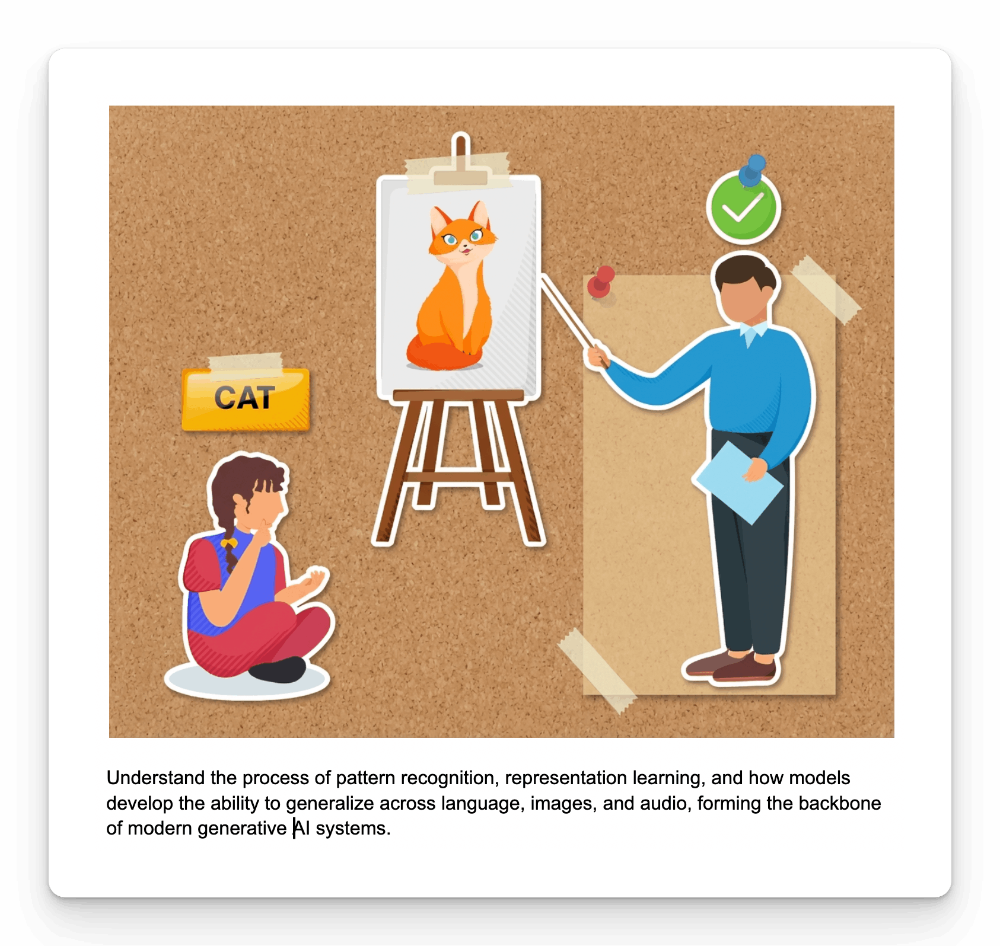 CAT
Understand the process of pattern recognition, representation learning, and how models
develop the ability to generalize across language, images, and audio, forming the backbone
of modern generative AI systems.